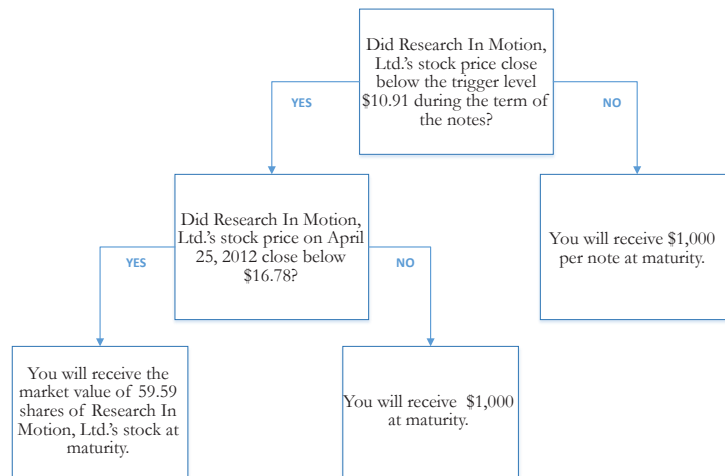 Did Research In Motion,
Ltd.'s stock price close
below the trigger level
$10.91 during the term of
the notes?
YES
NO
Did Research In Motion,
Ltd.'s stock price on April
25, 2012 close below
$16.78?
You will receive $1,000
per note at maturity.
YES
NO
You will receive the
market value of 59.59
shares of Research In
Motion, Ltd.'s stock at
maturity.
You will receive $1,000
at maturity.